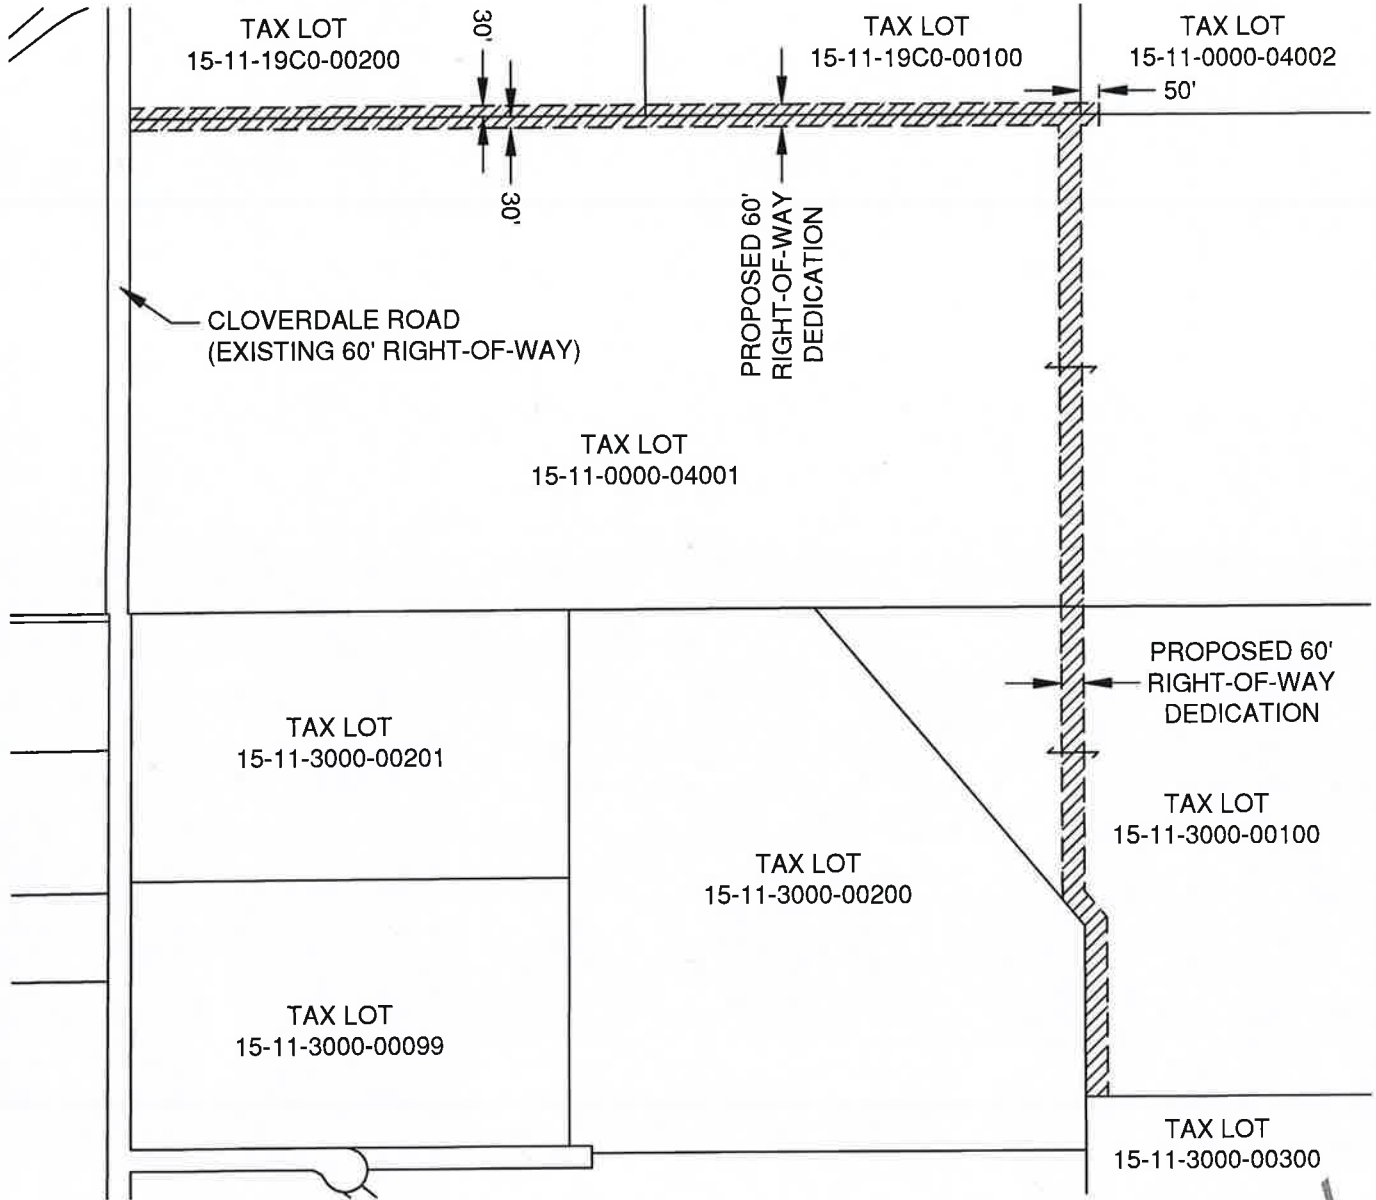 TAX LOT
15-11-19C0-00200
30'
TAX LOT
15-11-19C0-00100
TAX LOT
15-11-0000-04002
50'
30'
PROPOSED 60'
RIGHT-OF-WAY
DEDICATION
CLOVERDALE ROAD
(EXISTING 60' RIGHT-OF-WAY)
TAX LOT
15-11-0000-04001
PROPOSED 60'
RIGHT-OF-WAY
DEDICATION
TAX LOT
15-11-3000-00201
TAX LOT
15-11-3000-00100
TAX LOT
15-11-3000-00200
TAX LOT
15-11-3000-00099
TAX LOT
15-11-3000-00300